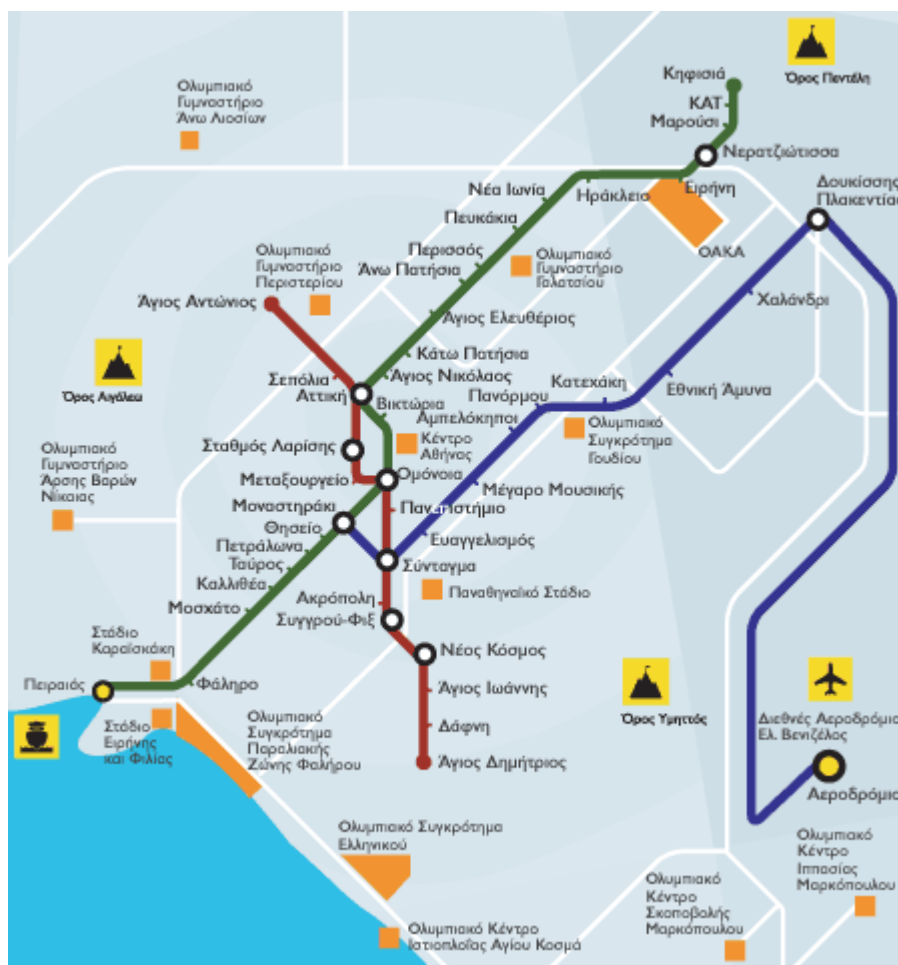 Κηφισιά
Όρος Πεντέλη
ΚΑΤ
Μαρούσι
Νερατζιώτισσα
Ολυμπιακό
Γυμναστήριο
Άνω Λιοσίων
Νέα Ιωνία
Ηράκλειο
Ειρήνη
Δουκίσσης
Πλακεντίας
Πευκάκια
ΟΑΚΑ
Περισσός
Άνω Πατήσια
Ολυμπιακό
Γυμναστήριο
Γαλατσίου
Ολυμπιακό
Γυμναστήριο
Περιστερίου
Άγιος Αντώνιος
Χαλάνδρι
Άγιος Ελευθέριος
Όρος Αιγάλεω
Κάτω Πατήσια
Σεπόλια
Άγιος Νικόλαος
Αττική
Κατεχάκη
Εθνική Άμυνα
Βικτώρια
Πανόρμου
Αμπελόκηποι
Ολυμπιακό
Συγκρότημα
Γουδίου
Κέντρο
Αθήνας
Σταθμός Λαρίσης
Ολυμπιακό
Γυμναστήριο
Άρσης Βαρών
Νίκαιας
Μεταξουργείο
Ομόνοια
Μέγαρο Μουσικής
Μοναστηράκι
Πανεπιστήμιο
Θησείο
Ευαγγελισμός
Πετράλωνα
Ταύρος
Σύνταγμα
Καλλιθέα
Παναθηναϊκό Στάδιο
Μοσχάτο
Ακρόπολη
Συγγρού-Φιξ
Στάδιο
Καραϊσκάκη
Νέος Κόσμος
Πειραιός
Φάληρο
Άγιος Ιωάννης
Όρος Υμηττός
Διεθνές Αεροδρόμιο
Ελ. Βενιζέλος
Στάδιο
Ειρήνης
και Φιλίας
Ολυμπιακό
Συγκρότημα
Παραλιακής
Ζώνης Φαλήρου
Δάφνη
Άγιος Δημήτριος
Αεροδρόμιο
Ολυμπιακό Συγκρότημα
Ελληνικού
Ολυμπιακό
Κέντρο
Ιππασίας
Μαρκόπουλου
Ολυμπιακό
Κέντρο
Σκοποβολής
Μαρκόπουλου
Ολυμπιακό Κέντρο
Ιστιοπλοΐας Αγίου Κοσμά